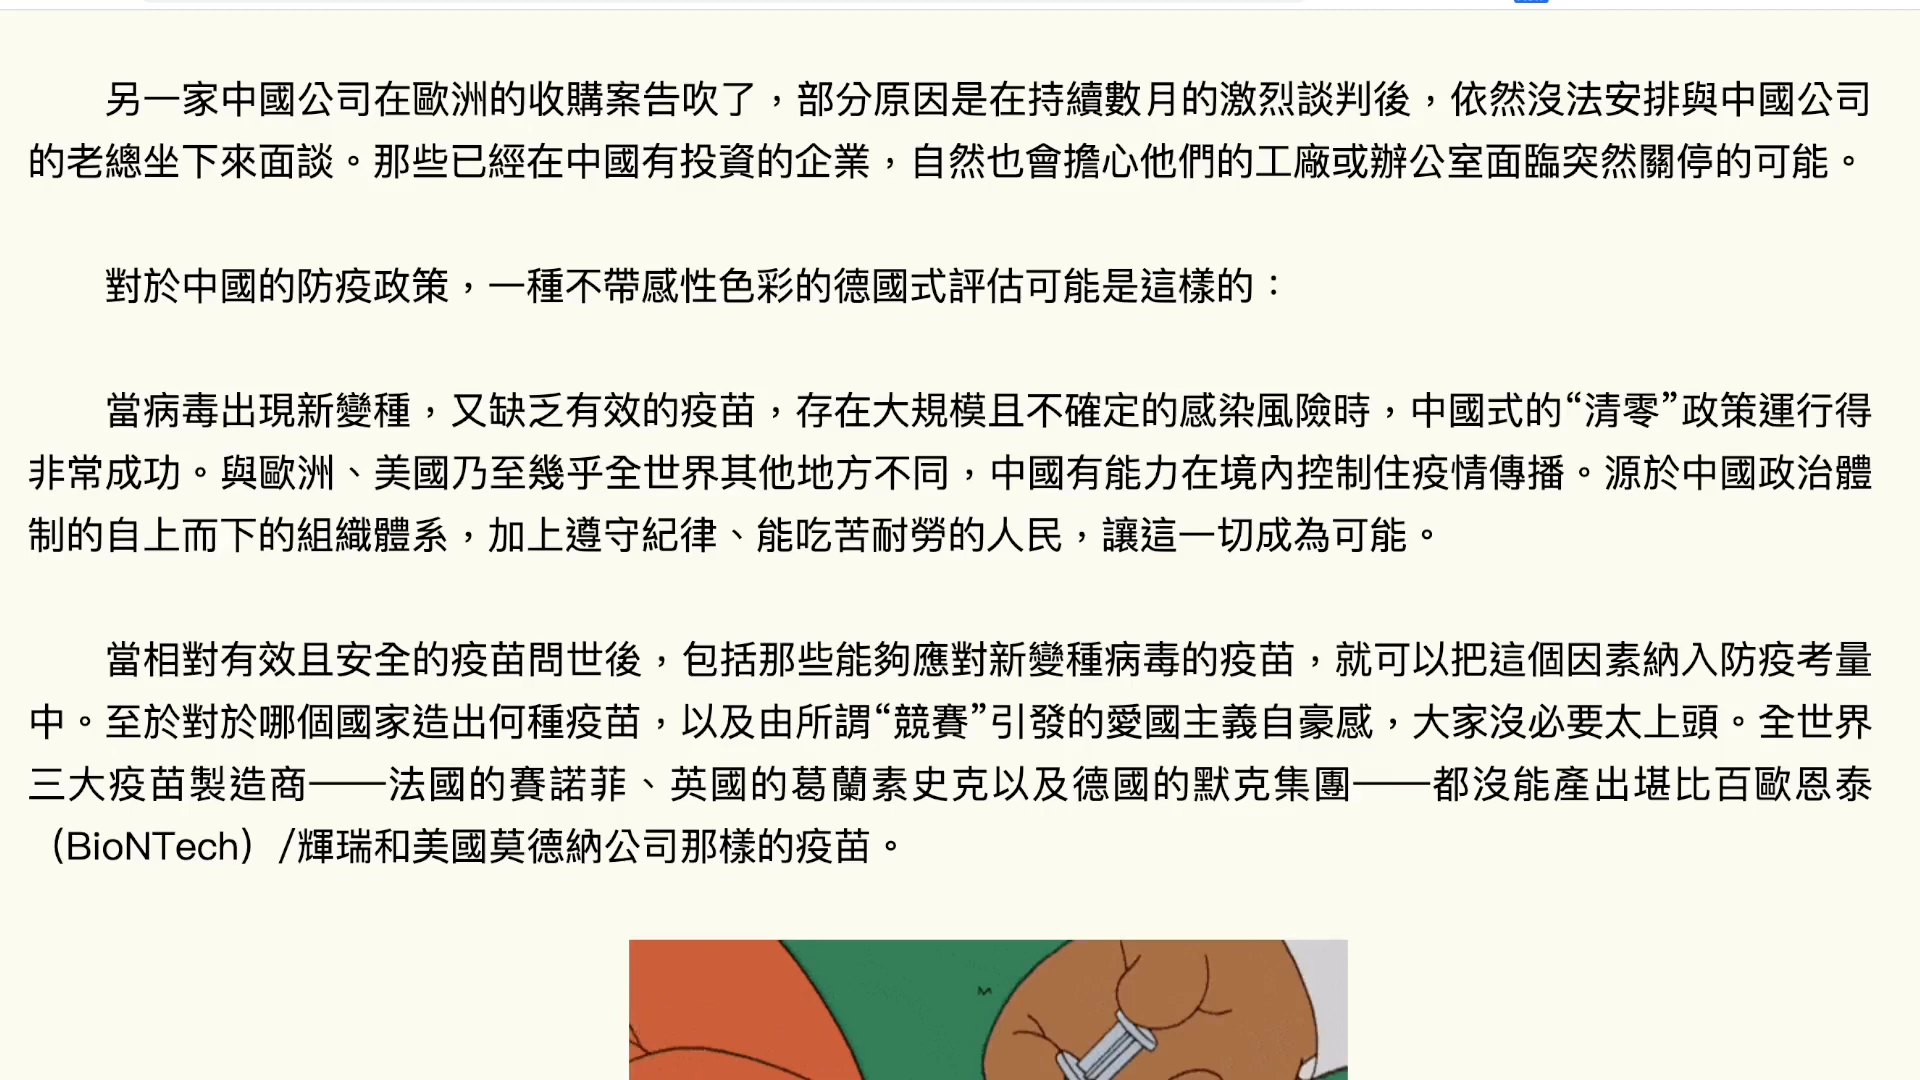 另一家中國公司在歐洲的收購案告吹了，部分原因是在持續數月的激烈談判後，依然沒法安排與中國公司
的老總坐下來面談。那些已經在中國有投資的企業，自然也會擔心他們的工廠或辦公室面臨突然關停的可能。
對於中國的防疫政策，一種不帶感性色彩的德國式評估可能是這樣的：
當病毒出現新變種，又缺乏有效的疫苗，存在大規模且不確定的感染風險時，中國式的“清零”政策運行得
非常成功。與歐洲、美國乃至幾乎全世界其他地方不同，中國有能力在境內控制住疫情傳播。源於中國政治體
制的自上而下的組織體系，加上遵守紀律、能吃苦耐勞的人民，讓這一切成為可能。
當相對有效且安全的疫苗問世後，包括那些能夠應對新變種病毒的疫苗，就可以把這個因素納入防疫考量
中。至於對於哪個國家造出何種疫苗，以及由所謂“競賽”引發的愛國主義自豪感，大家沒必要太上頭。全世界
三大疫苗製造商——法國的賽諾菲、英國的葛蘭素史克以及德國的默克集團——都沒能產出堪比百歐恩泰
（BioNTech）/輝瑞和美國莫德納公司那樣的疫苗。